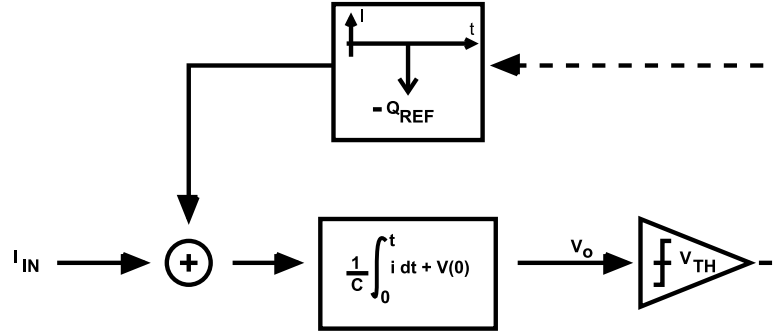 I
t
- Q_REF
I_IN
+
1/C ∫_0^t i dt + V(0)
V_o
V_TH